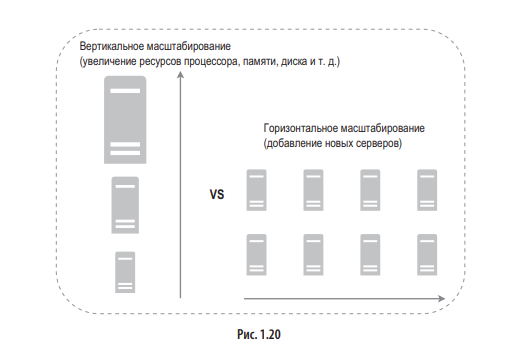 Вертикальное масштабирование
(увеличение ресурсов процессора, памяти, диска и т. д.)
Горизонтальное масштабирование
(добавление новых серверов)
VS
Рис. 1.20